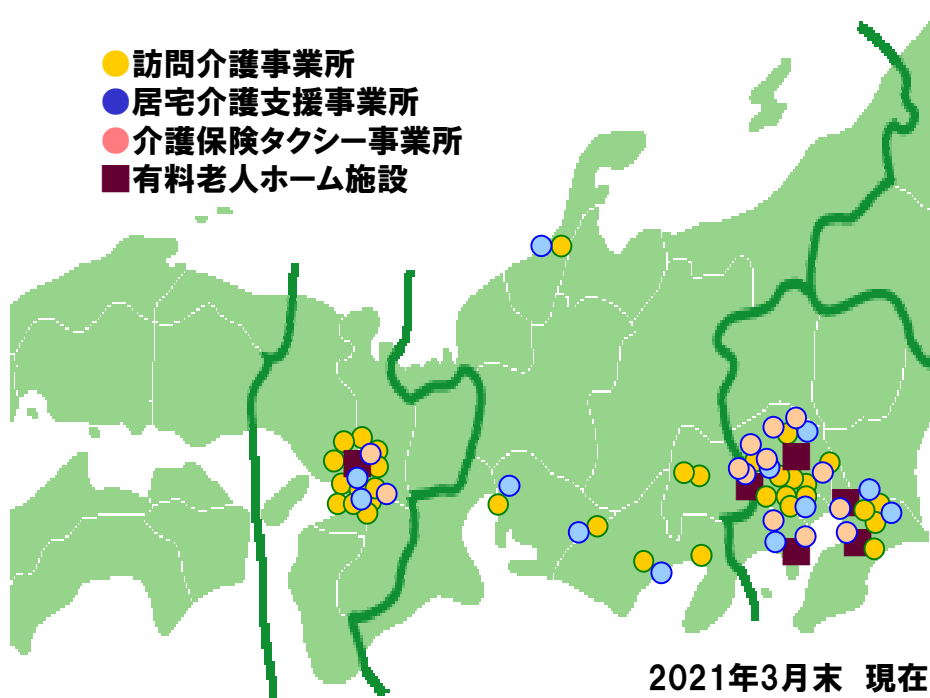 訪問介護事業所
居宅介護支援事業所
介護保険タクシー事業所
有料老人ホーム施設
2021年3月末 現在